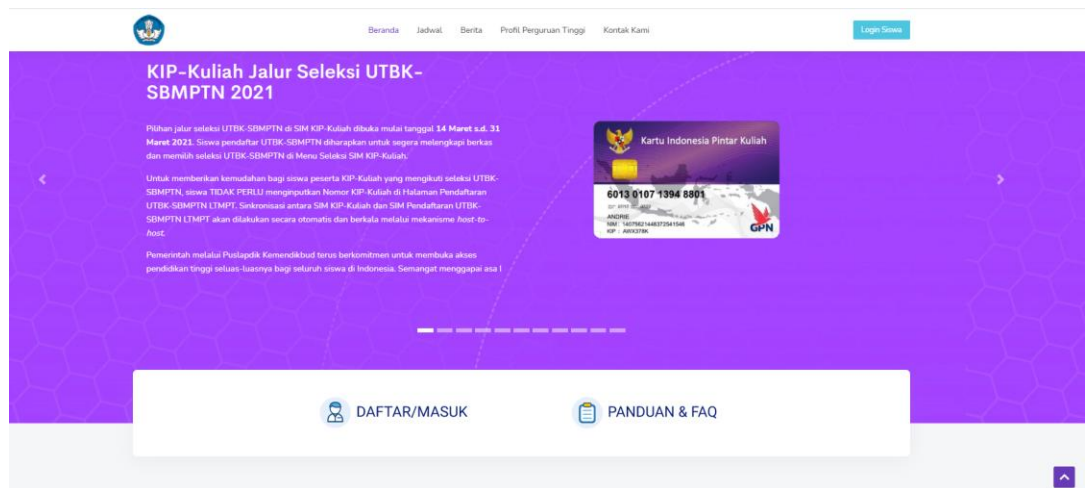 Beranda Jadwal Berita Profil Perguruan Tinggi Kontak Kami Login Siswa
KIP-Kuliah Jalur Seleksi UTBK-
SBMPTN 2021
Pilihan jalur seleksi UTBK-SBMPTN di SIM KIP-Kuliah dibuka mulai tanggal 14 Maret s.d. 31
Maret 2021. Siswa pendaftar UTBK-SBMPTN diharapkan untuk segera melengkapi berkas
dan memilih seleksi UTBK-SBMPTN di Menu Seleksi SIM KIP-Kuliah.
Untuk memberikan kemudahan bagi siswa peserta KIP-Kuliah yang mengikuti seleksi UTBK-
SBMPTN, siswa TIDAK PERLU menginputkan Nomor KIP-Kuliah di Halaman Pendaftaran
UTBK-SBMPTN LTMPT. Sinkronisasi antara SIM KIP-Kuliah dan SIM Pendaftaran UTBK-
SBMPTN LTMPT akan dilakukan secara otomatis dan berkala melalui mekanisme host-to-
host.
Pemerintah melalui Puslapdik Kemendikbud terus berkomitmen untuk membuka akses
pendidikan tinggi seluas-luasnya bagi seluruh siswa di Indonesia. Semangat menggapai asa !
Kartu Indonesia Pintar Kuliah
6013 0107 1394 8801
ANDRIE
NIM : 14075621448372541546
KIP : AWX378K
GPN
DAFTAR/MASUK
PANDUAN & FAQ